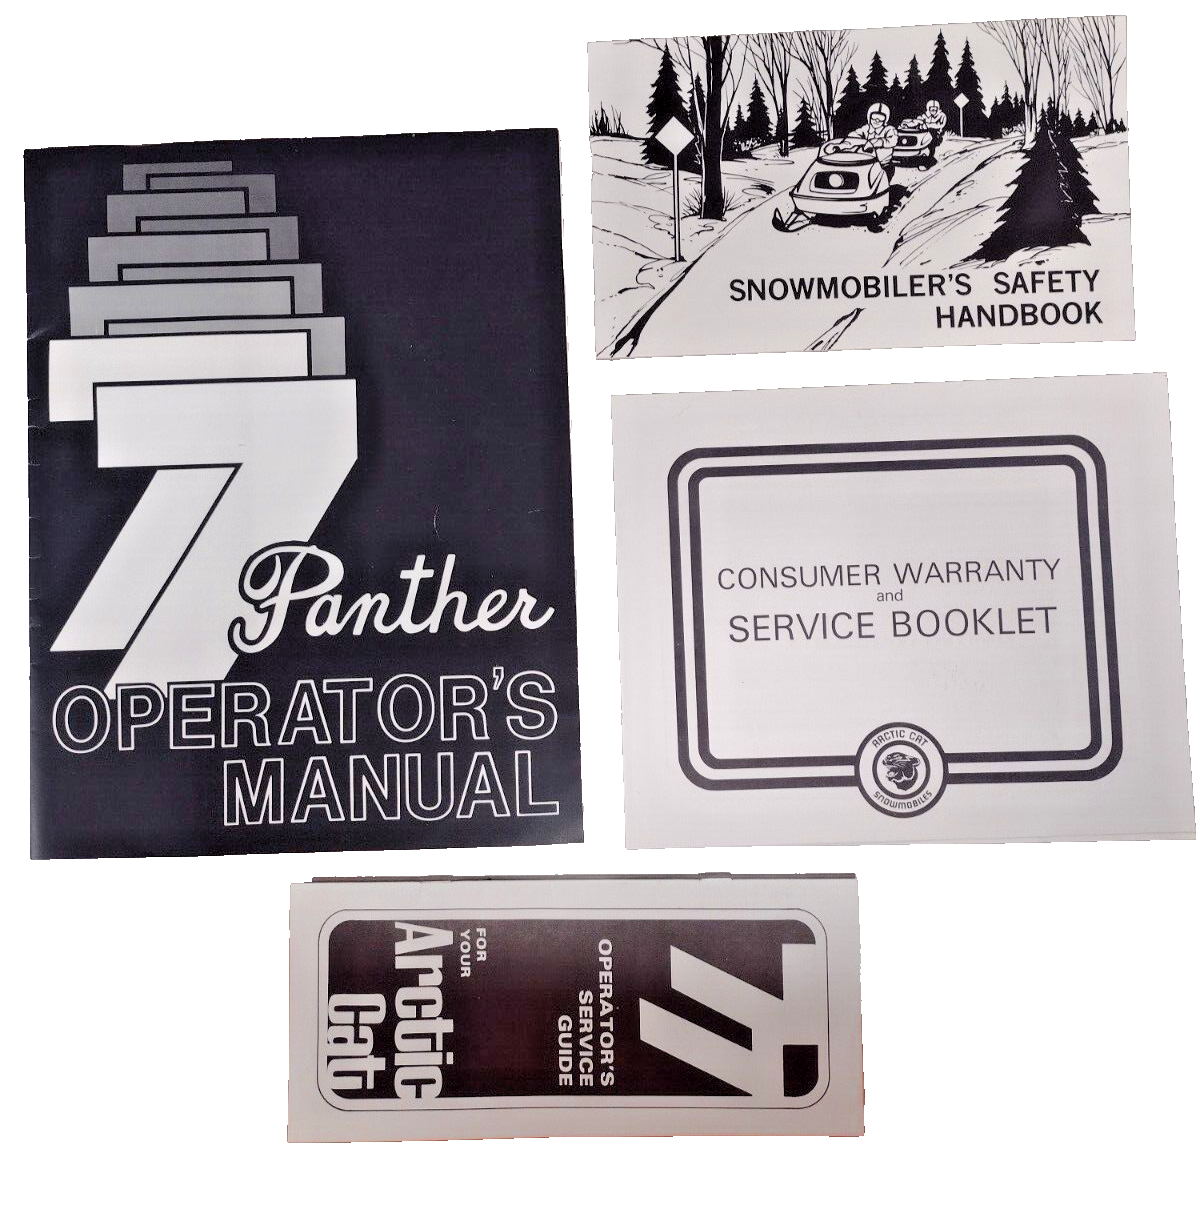 77
Panther
OPERATOR'S
MANUAL
SNOWMOBILER'S SAFETY
HANDBOOK
CONSUMER WARRANTY
and
SERVICE BOOKLET
ARCTIC CAT
SNOWMOBILES
77
OPERATOR'S
SERVICE
GUIDE
FOR
YOUR
Arctic
Cat